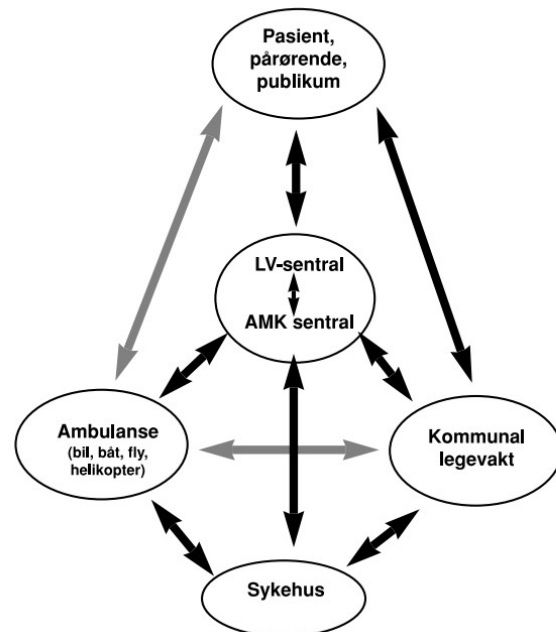 Pasient,
pårørende,
publikum
LV-sentral
AMK sentral
Ambulanse
(bil, båt, fly,
helikopter)
Kommunal
legevakt
Sykehus